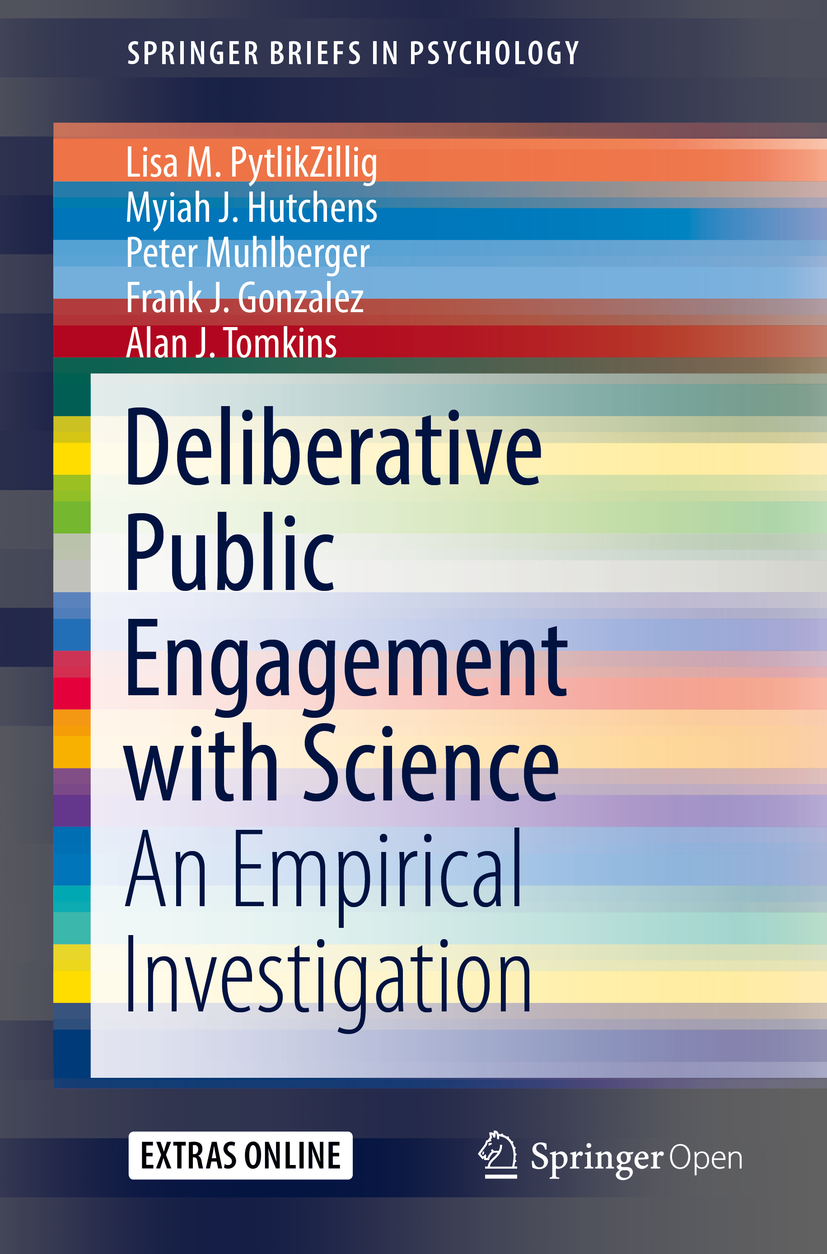 SPRINGER BRIEFS IN PSYCHOLOGY
Lisa M. PytlikZillig
Myiah J. Hutchens
Peter Muhlberger
Frank J. Gonzalez
Alan J. Tomkins
Deliberative
Public
Engagement
with Science
An Empirical
Investigation
EXTRAS ONLINE
Springer Open